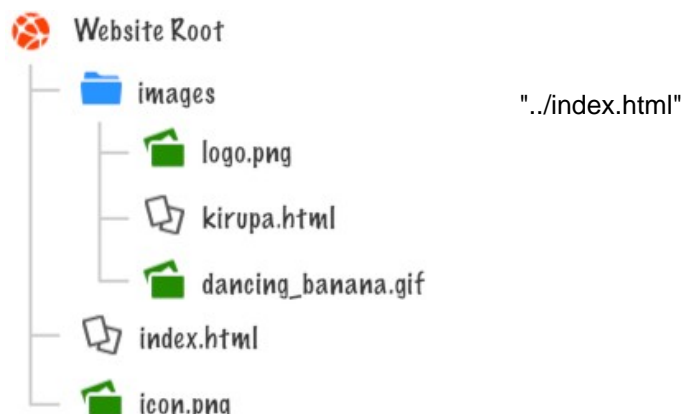 Website Root
images
"../index.html"
logo.png
kirupa.html
dancing_banana.gif
index.html
icon.png